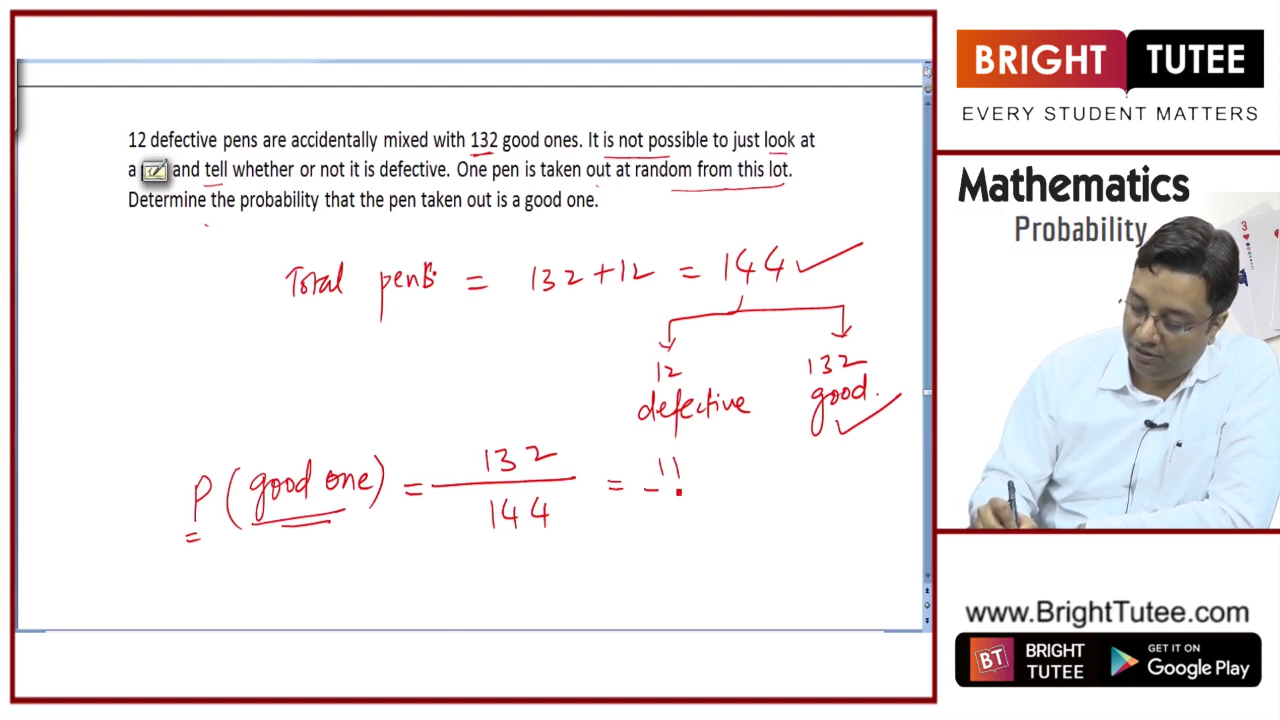 12 defective pens are accidentally mixed with 132 good ones. It is not possible to just look at
a and tell whether or not it is defective. One pen is taken out at random from this lot.
Determine the probability that the pen taken out is a good one.
Total pens = 132 + 12 = 144
12 defective
132 good.
P (good one) = 132/144 = 11
BRIGHT TUTEE
EVERY STUDENT MATTERS
Mathematics
Probability
www.BrightTutee.com
BT BRIGHT TUTEE
GET IT ON Google Play